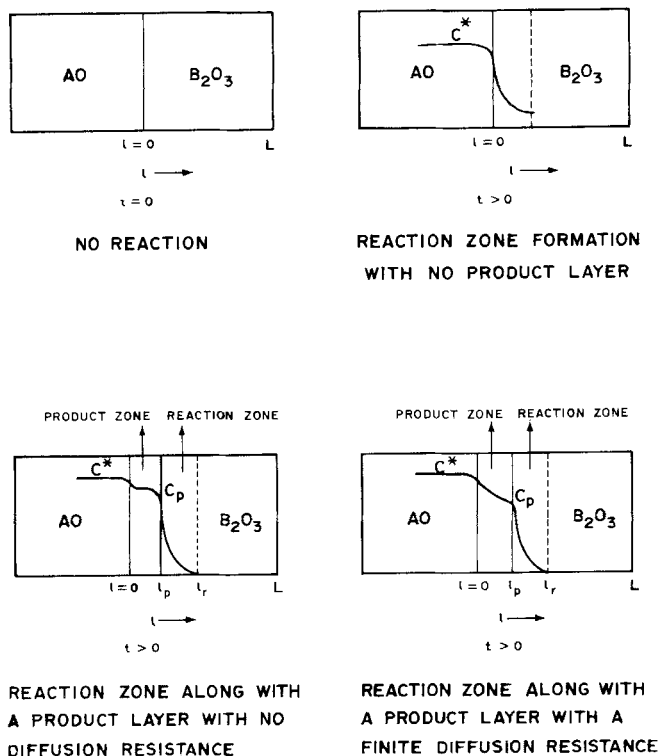 AO
B₂O₃
l = 0
L
l →
t = 0
NO REACTION
C*
AO
B₂O₃
l = 0
L
l →
t > 0
REACTION ZONE FORMATION
WITH NO PRODUCT LAYER
PRODUCT ZONE REACTION ZONE
C*
Cp
AO
B₂O₃
l = 0 lp lr L
l →
t > 0
REACTION ZONE ALONG WITH
A PRODUCT LAYER WITH NO
DIFFUSION RESISTANCE
PRODUCT ZONE REACTION ZONE
C*
Cp
AO
B₂O₃
l = 0 lp lr L
l →
t > 0
REACTION ZONE ALONG WITH
A PRODUCT LAYER WITH A
FINITE DIFFUSION RESISTANCE